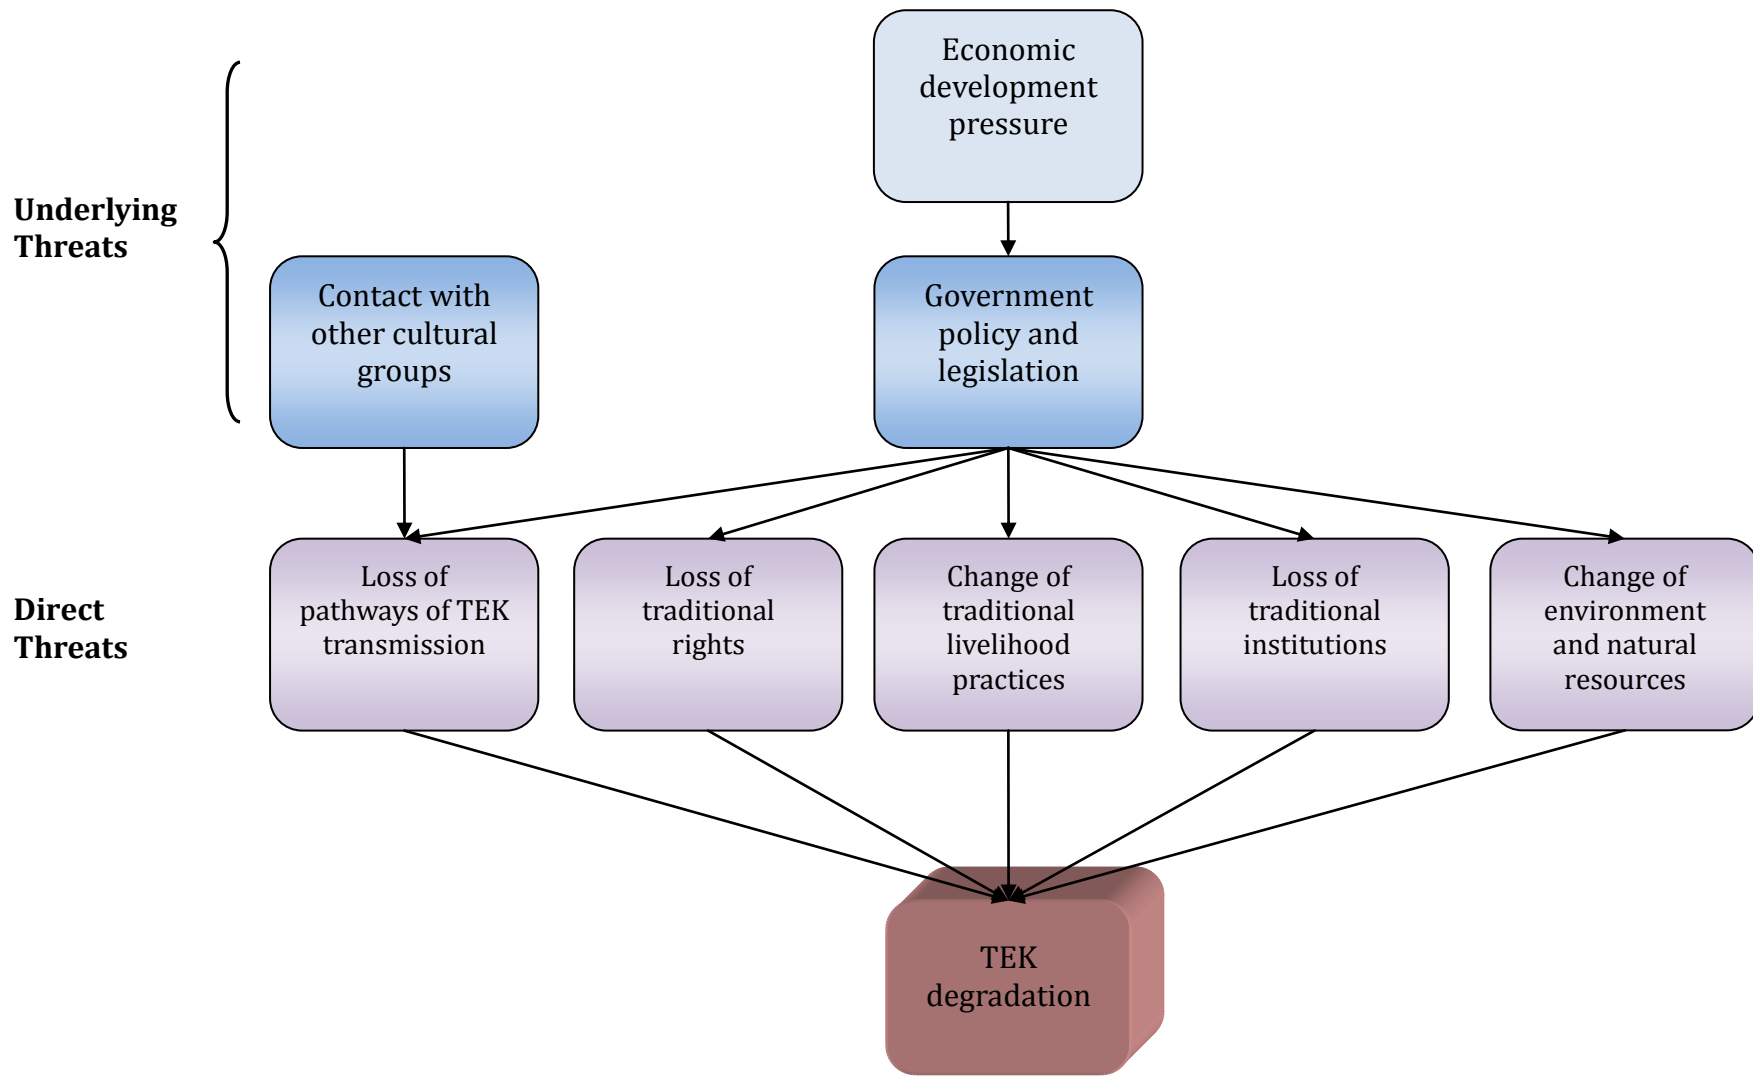 Economic
development
pressure
Underlying
Threats
Contact with
other cultural
groups
Government
policy and
legislation
Direct
Threats
Loss of
pathways of TEK
transmission
Loss of
traditional
rights
Change of
traditional
livelihood
practices
Loss of
traditional
institutions
Change of
environment
and natural
resources
TEK
degradation